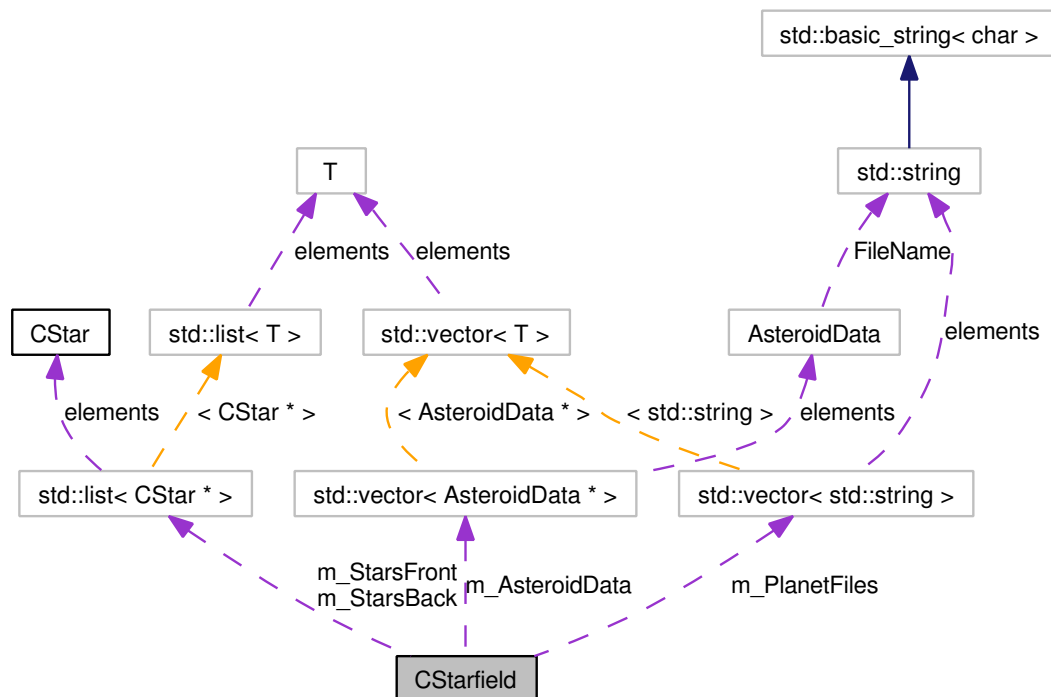 std::basic_string< char >
T
std::string
elements
elements
FileName
CStar
std::list< T >
std::vector< T >
AsteroidData
elements
elements
< CStar * >
< AsteroidData * >
< std::string >
elements
std::list< CStar * >
std::vector< AsteroidData * >
std::vector< std::string >
m_StarsFront
m_StarsBack
m_AsteroidData
m_PlanetFiles
CStarfield